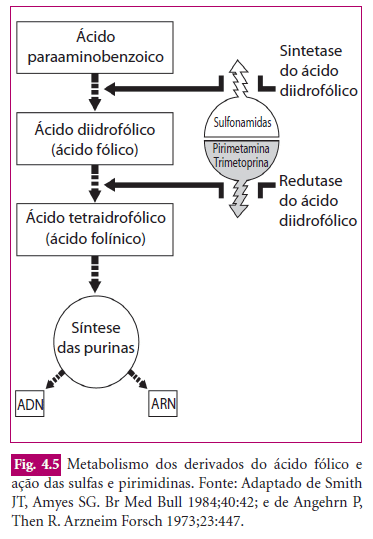 Ácido
paraaminobenzoico
Sintetase
do ácido
diidrofólico
Sulfonamidas
Ácido diidrofólico
(ácido fólico)
Pirimetamina
Trimetoprina
Redutase
do ácido
diidrofólico
Ácido tetraidrofólico
(ácido folínico)
Síntese
das purinas
ADN
ARN
Fig. 4.5 Metabolismo dos derivados do ácido fólico e
ação das sulfas e pirimidinas. Fonte: Adaptado de Smith
JT, Amyes SG. Br Med Bull 1984;40:42; e de Angehrn P,
Then R. Arzneim Forsch 1973;23:447.